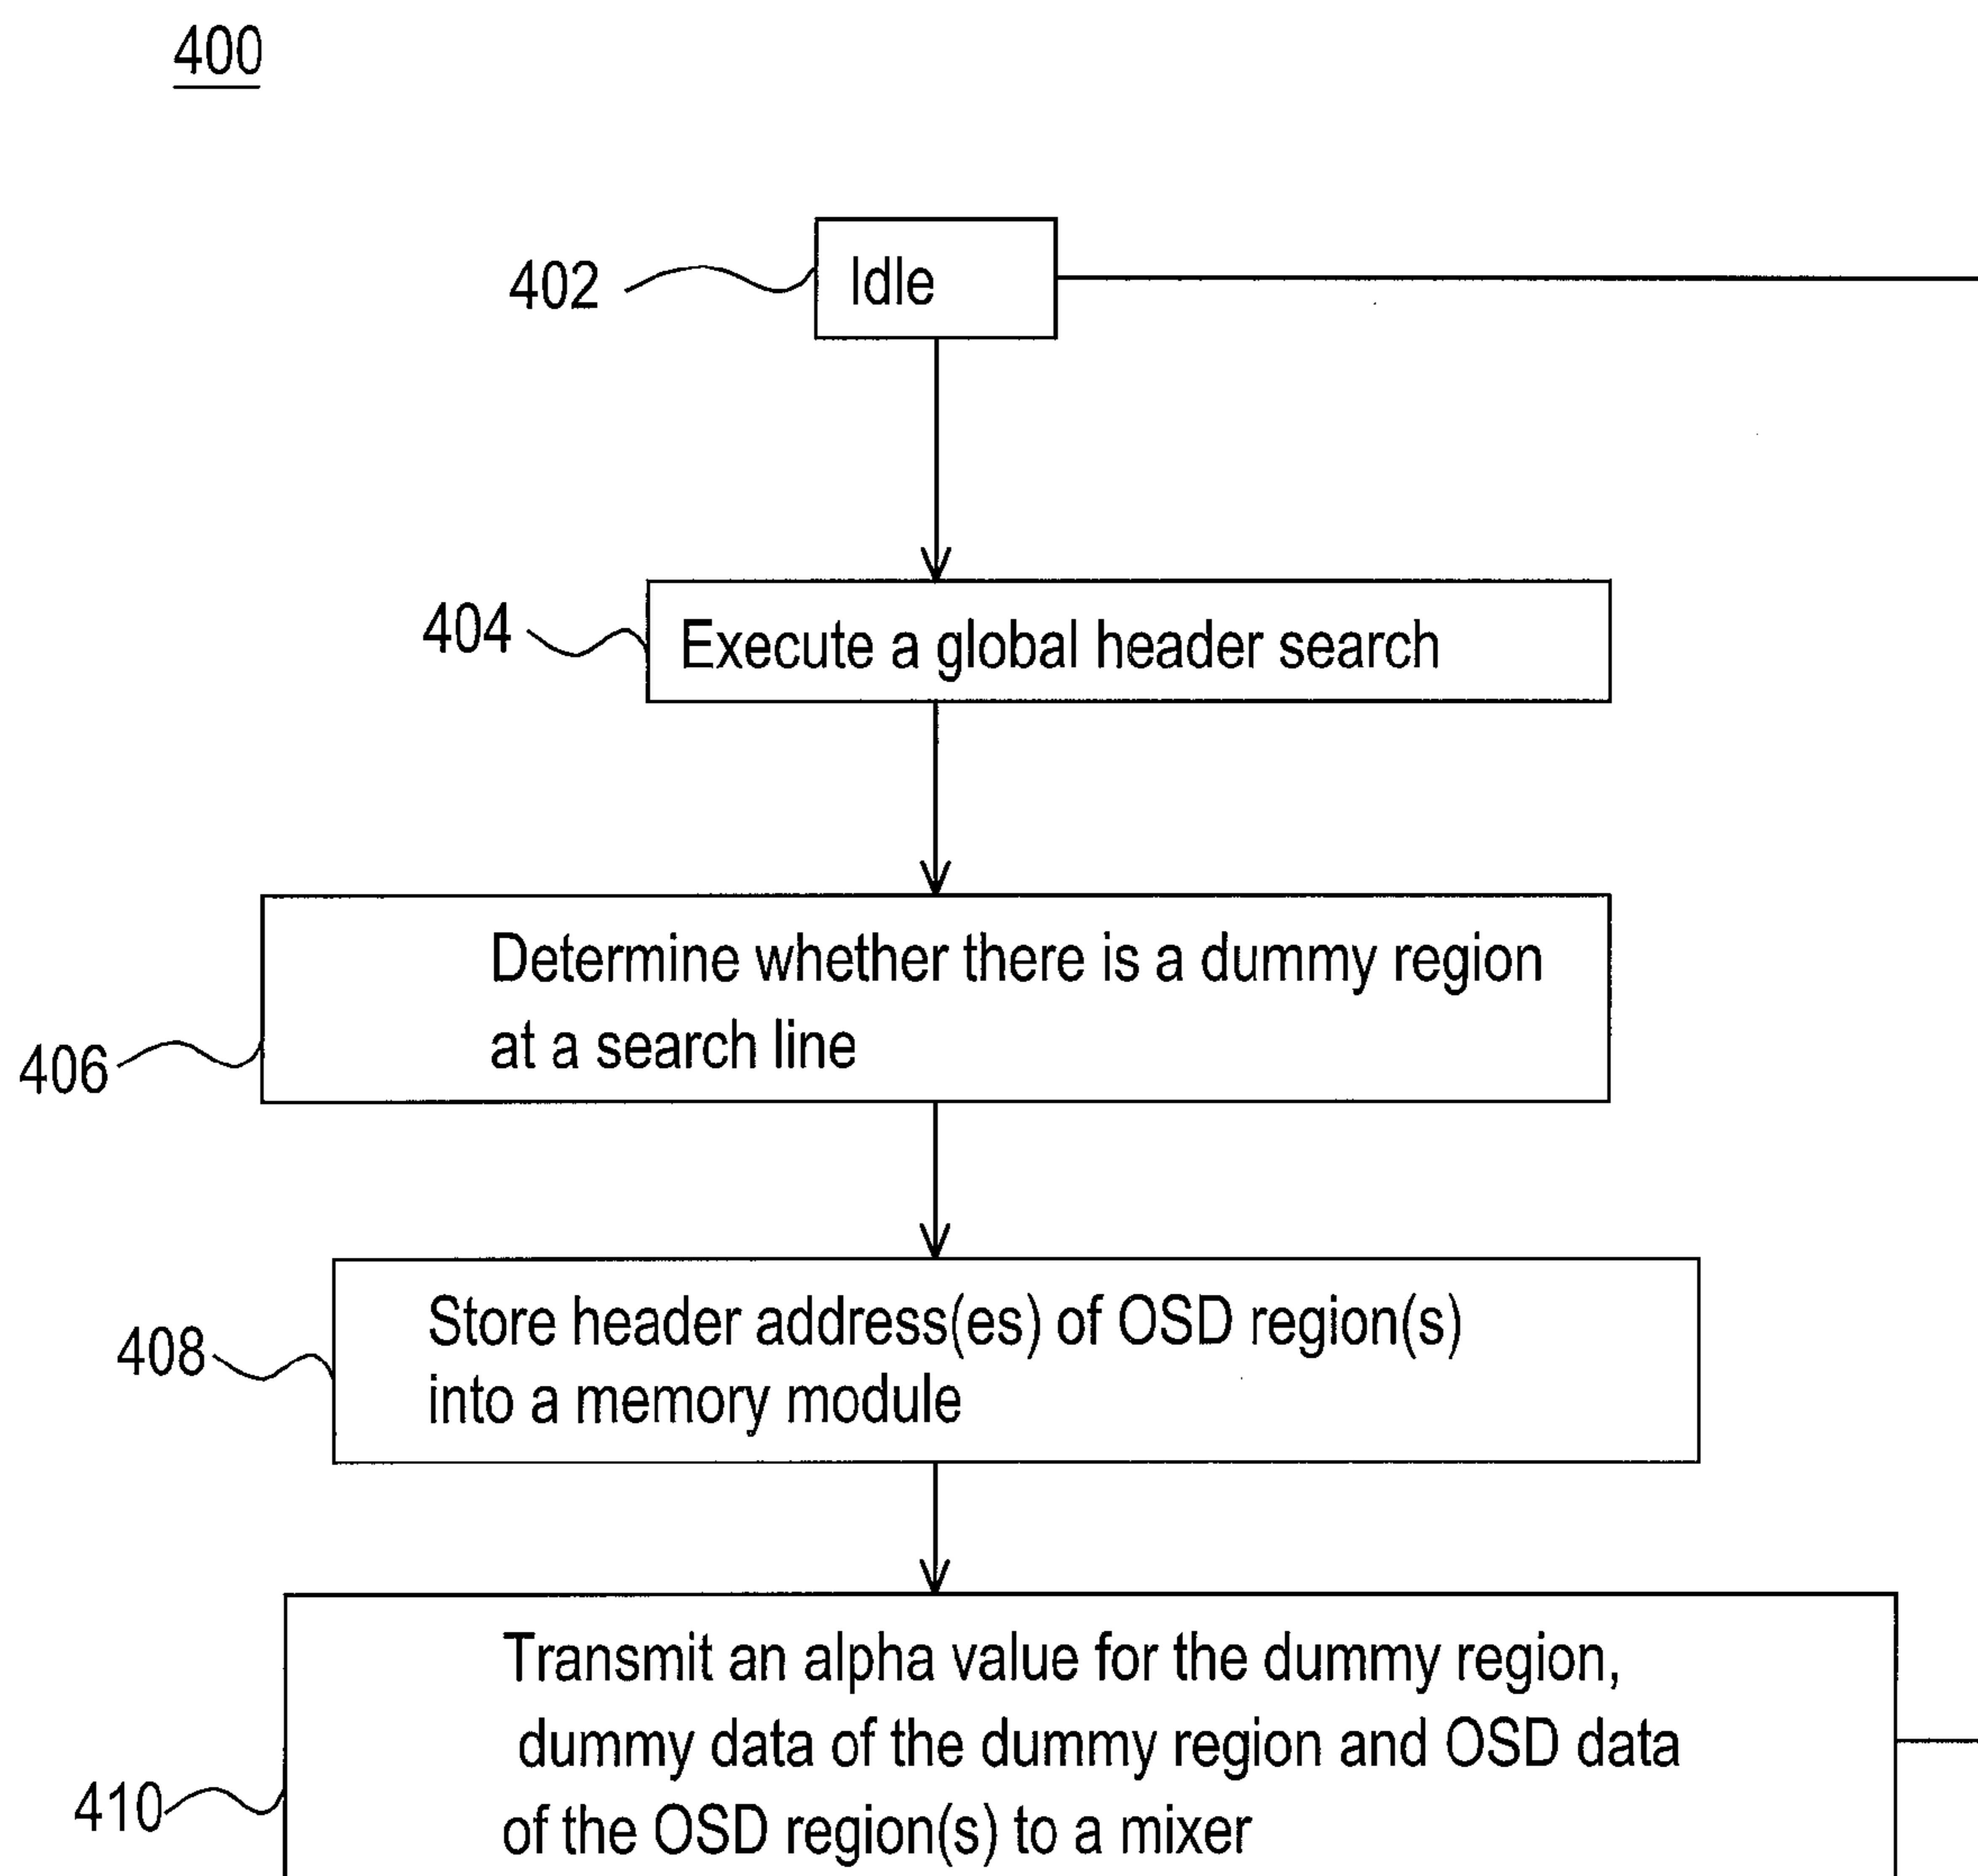 400
402
Idle
404
Execute a global header search
Determine whether there is a dummy region
at a search line
406
Store header address(es) of OSD region(s)
into a memory module
408
Transmit an alpha value for the dummy region,
dummy data of the dummy region and OSD data
of the OSD region(s) to a mixer
410